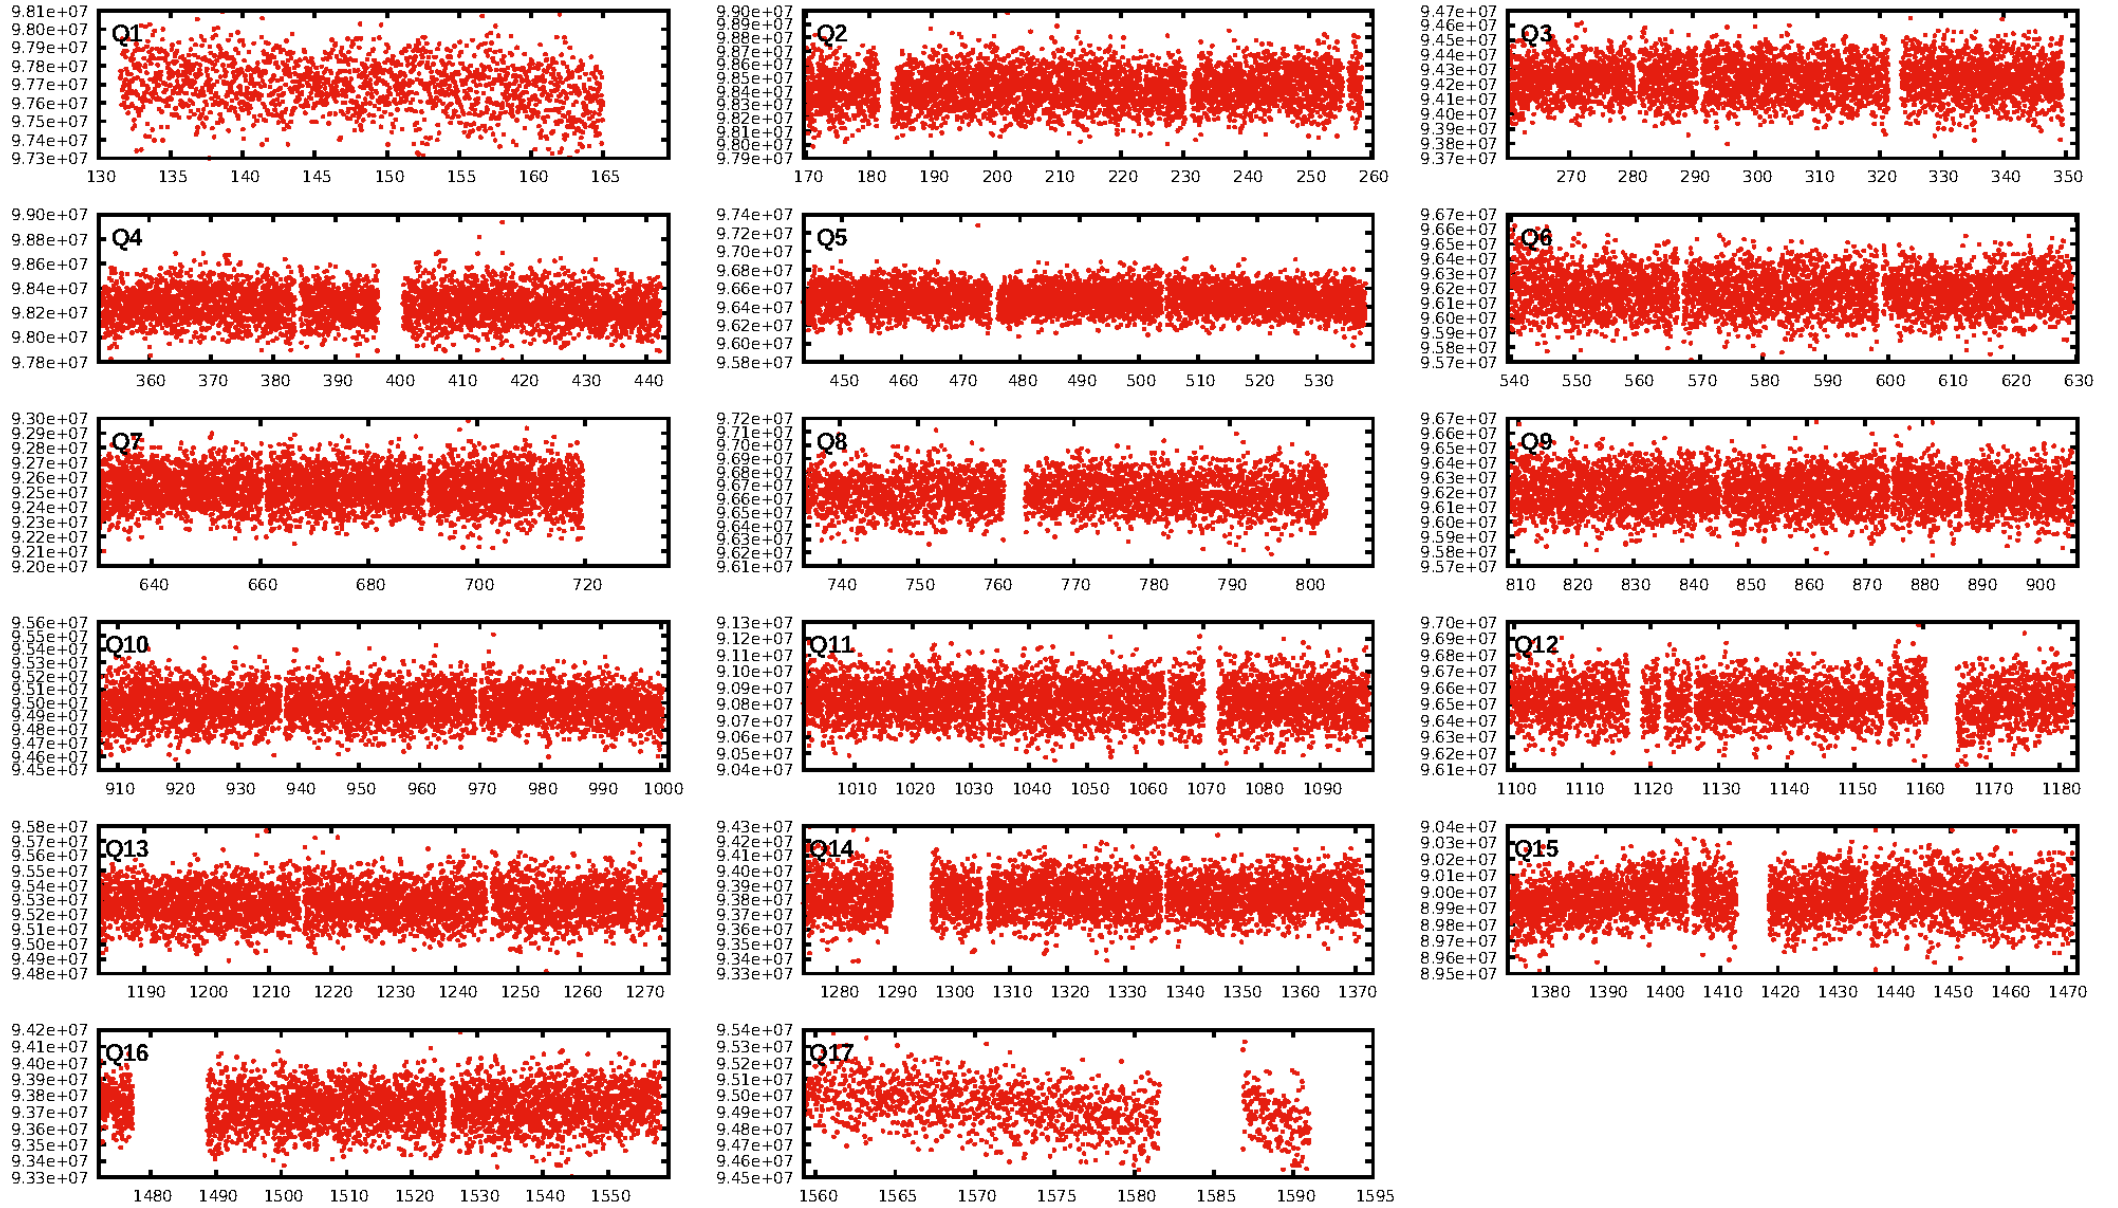 9.81e+07
9.80e+07
Q1
9.79e+07
9.78e+07
9.77e+07
9.76e+07
9.75e+07
9.74e+07
9.73e+07
130 135 140 145 150 155 160 165
9.90e+07
9.89e+07
9.88e+07
Q2
9.87e+07
9.86e+07
9.85e+07
9.84e+07
9.83e+07
9.82e+07
9.81e+07
9.80e+07
9.79e+07
170 180 190 200 210 220 230 240 250 260
9.47e+07
9.46e+07
Q3
9.45e+07
9.44e+07
9.43e+07
9.42e+07
9.41e+07
9.40e+07
9.39e+07
9.38e+07
9.37e+07
270 280 290 300 310 320 330 340 350
9.90e+07
Q4
9.88e+07
9.86e+07
9.84e+07
9.82e+07
9.80e+07
9.78e+07
360 370 380 390 400 410 420 430 440
9.74e+07
9.72e+07
Q5
9.70e+07
9.68e+07
9.66e+07
9.64e+07
9.62e+07
9.60e+07
9.58e+07
450 460 470 480 490 500 510 520 530
9.67e+07
9.66e+07
Q6
9.65e+07
9.64e+07
9.63e+07
9.62e+07
9.61e+07
9.60e+07
9.59e+07
9.58e+07
9.57e+07
540 550 560 570 580 590 600 610 620 630
9.30e+07
9.29e+07
Q7
9.28e+07
9.27e+07
9.26e+07
9.25e+07
9.24e+07
9.23e+07
9.22e+07
9.21e+07
9.20e+07
640 660 680 700 720
9.72e+07
9.71e+07
Q8
9.70e+07
9.69e+07
9.68e+07
9.67e+07
9.66e+07
9.65e+07
9.64e+07
9.63e+07
9.62e+07
9.61e+07
740 750 760 770 780 790 800
9.67e+07
9.66e+07
Q9
9.65e+07
9.64e+07
9.63e+07
9.62e+07
9.61e+07
9.60e+07
9.59e+07
9.58e+07
9.57e+07
810 820 830 840 850 860 870 880 890 900
9.56e+07
9.55e+07
Q10
9.54e+07
9.53e+07
9.52e+07
9.51e+07
9.50e+07
9.49e+07
9.48e+07
9.47e+07
9.46e+07
9.45e+07
910 920 930 940 950 960 970 980 990 1000
9.13e+07
9.12e+07
Q11
9.11e+07
9.10e+07
9.09e+07
9.08e+07
9.07e+07
9.06e+07
9.05e+07
9.04e+07
1010 1020 1030 1040 1050 1060 1070 1080 1090
9.70e+07
9.69e+07
Q12
9.68e+07
9.67e+07
9.66e+07
9.65e+07
9.64e+07
9.63e+07
9.62e+07
9.61e+07
1100 1110 1120 1130 1140 1150 1160 1170 1180
9.58e+07
9.57e+07
Q13
9.56e+07
9.55e+07
9.54e+07
9.53e+07
9.52e+07
9.51e+07
9.50e+07
9.49e+07
9.48e+07
1190 1200 1210 1220 1230 1240 1250 1260 1270
9.43e+07
9.42e+07
Q14
9.41e+07
9.40e+07
9.39e+07
9.38e+07
9.37e+07
9.36e+07
9.35e+07
9.34e+07
9.33e+07
1280 1290 1300 1310 1320 1330 1340 1350 1360 1370
9.04e+07
9.03e+07
Q15
9.02e+07
9.01e+07
9.00e+07
8.99e+07
8.98e+07
8.97e+07
8.96e+07
8.95e+07
1380 1390 1400 1410 1420 1430 1440 1450 1460 1470
9.42e+07
9.41e+07
Q16
9.40e+07
9.39e+07
9.38e+07
9.37e+07
9.36e+07
9.35e+07
9.34e+07
9.33e+07
1480 1490 1500 1510 1520 1530 1540 1550
9.54e+07
9.53e+07
Q17
9.52e+07
9.51e+07
9.50e+07
9.49e+07
9.48e+07
9.47e+07
9.46e+07
9.45e+07
1560 1565 1570 1575 1580 1585 1590 1595